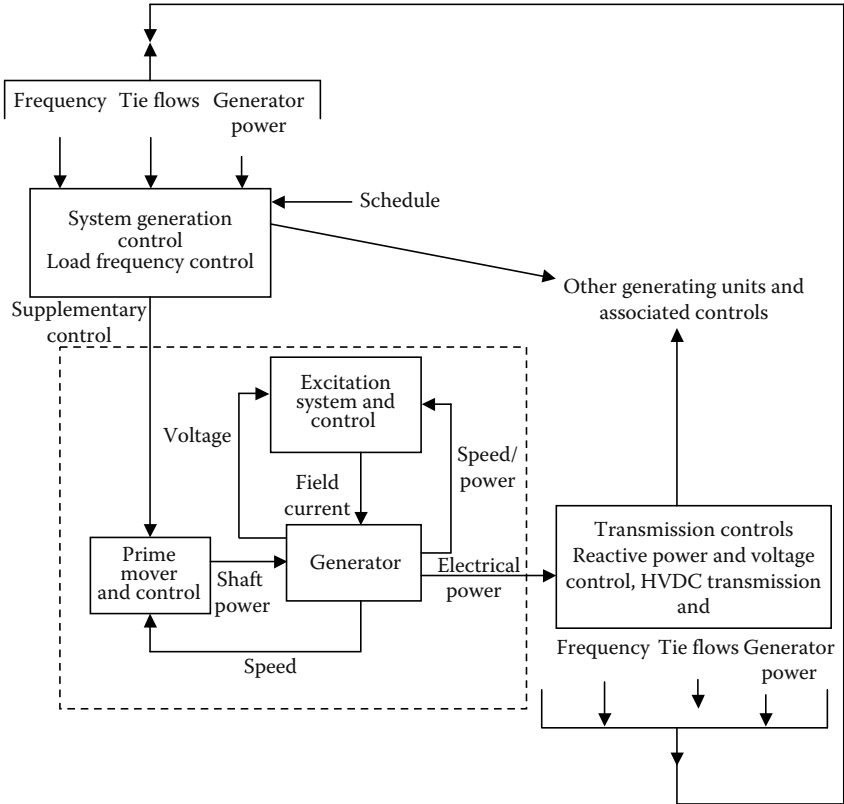 Frequency Tie flows Generator
power
Schedule
System generation
control
Load frequency control
Other generating units and
associated controls
Supplementary
control
Excitation
system and
control
Voltage
Speed/
power
Field
current
Transmission controls
Reactive power and voltage
control, HVDC transmission
and
Prime
mover
and control
Shaft
power
Generator
Electrical
power
Speed
Frequency Tie flows Generator
power